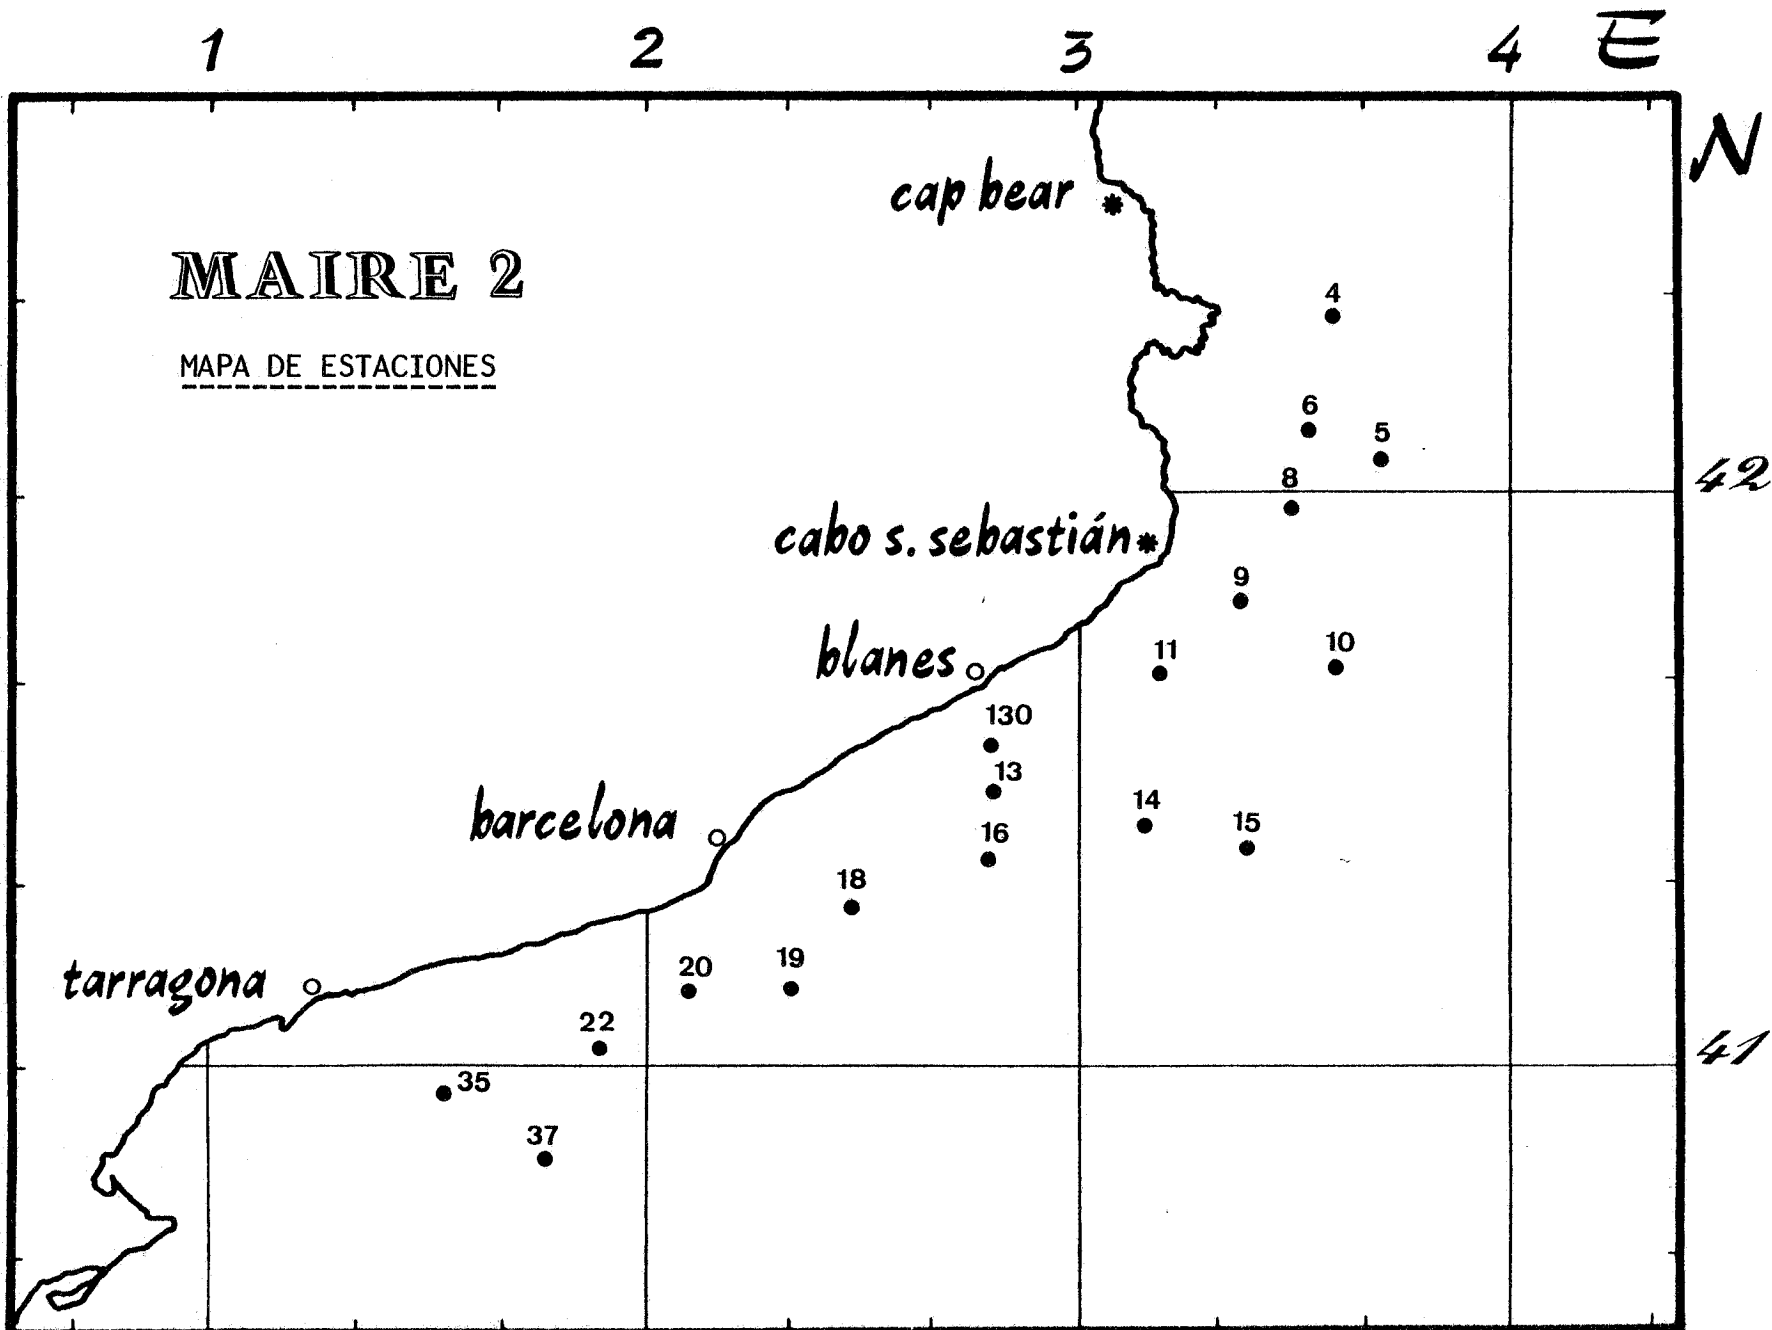 1 2 3 4 E
N
cap bear
MAIRE 2
4
MAPA DE ESTACIONES
6
5
42
8
cabo s. sebastián
9
blanes
11
10
130
13
barcelona
14
15
16
18
tarragona
20
19
22
41
35
37